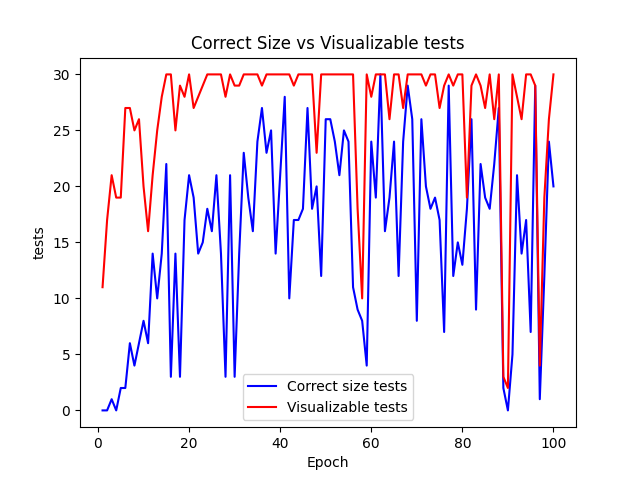 Correct Size vs Visualizable tests
30
25
20
15
10
5
0
tests
Correct size tests
Visualizable tests
0 20 40 60 80 100
Epoch